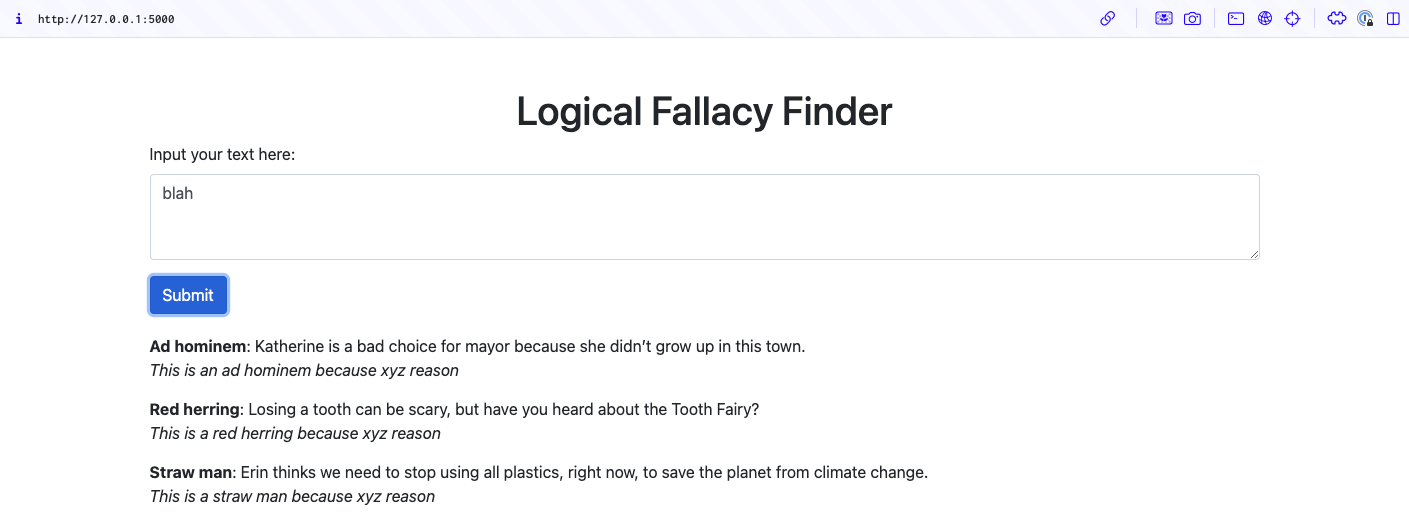 i http://127.0.0.1:5000
Logical Fallacy Finder
Input your text here:
blah
Submit
Ad hominem: Katherine is a bad choice for mayor because she didn’t grow up in this town.
This is an ad hominem because xyz reason
Red herring: Losing a tooth can be scary, but have you heard about the Tooth Fairy?
This is a red herring because xyz reason
Straw man: Erin thinks we need to stop using all plastics, right now, to save the planet from climate change.
This is a straw man because xyz reason